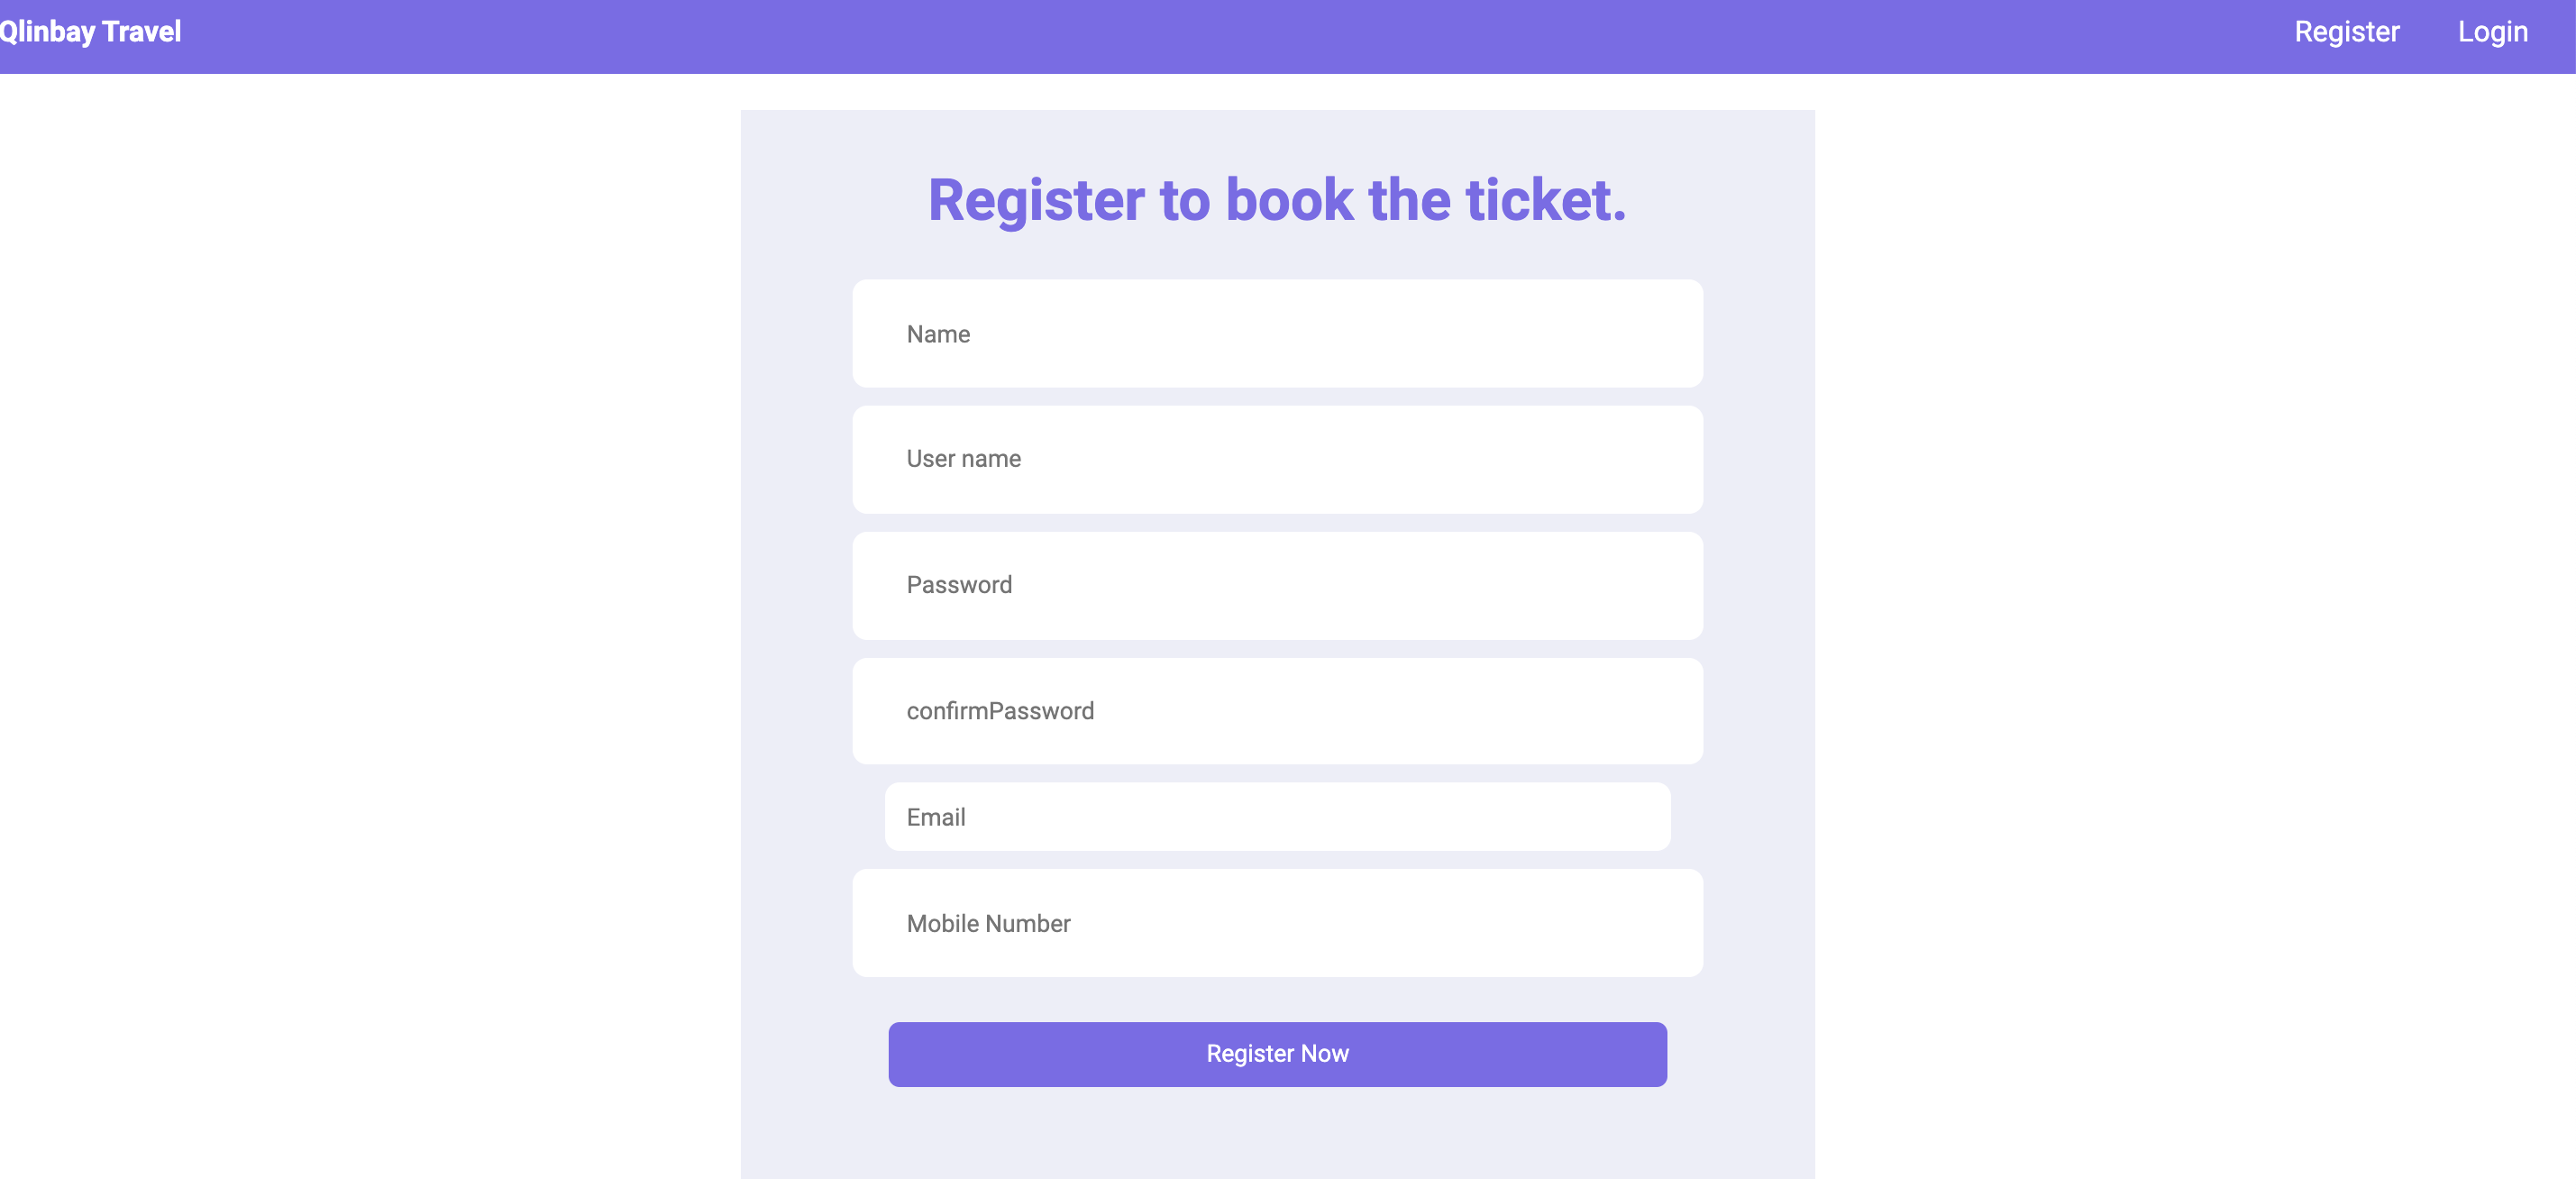 Qlinbay Travel
Register Login
Register to book the ticket.
Name
User name
Password
confirmPassword
Email
Mobile Number
Register Now